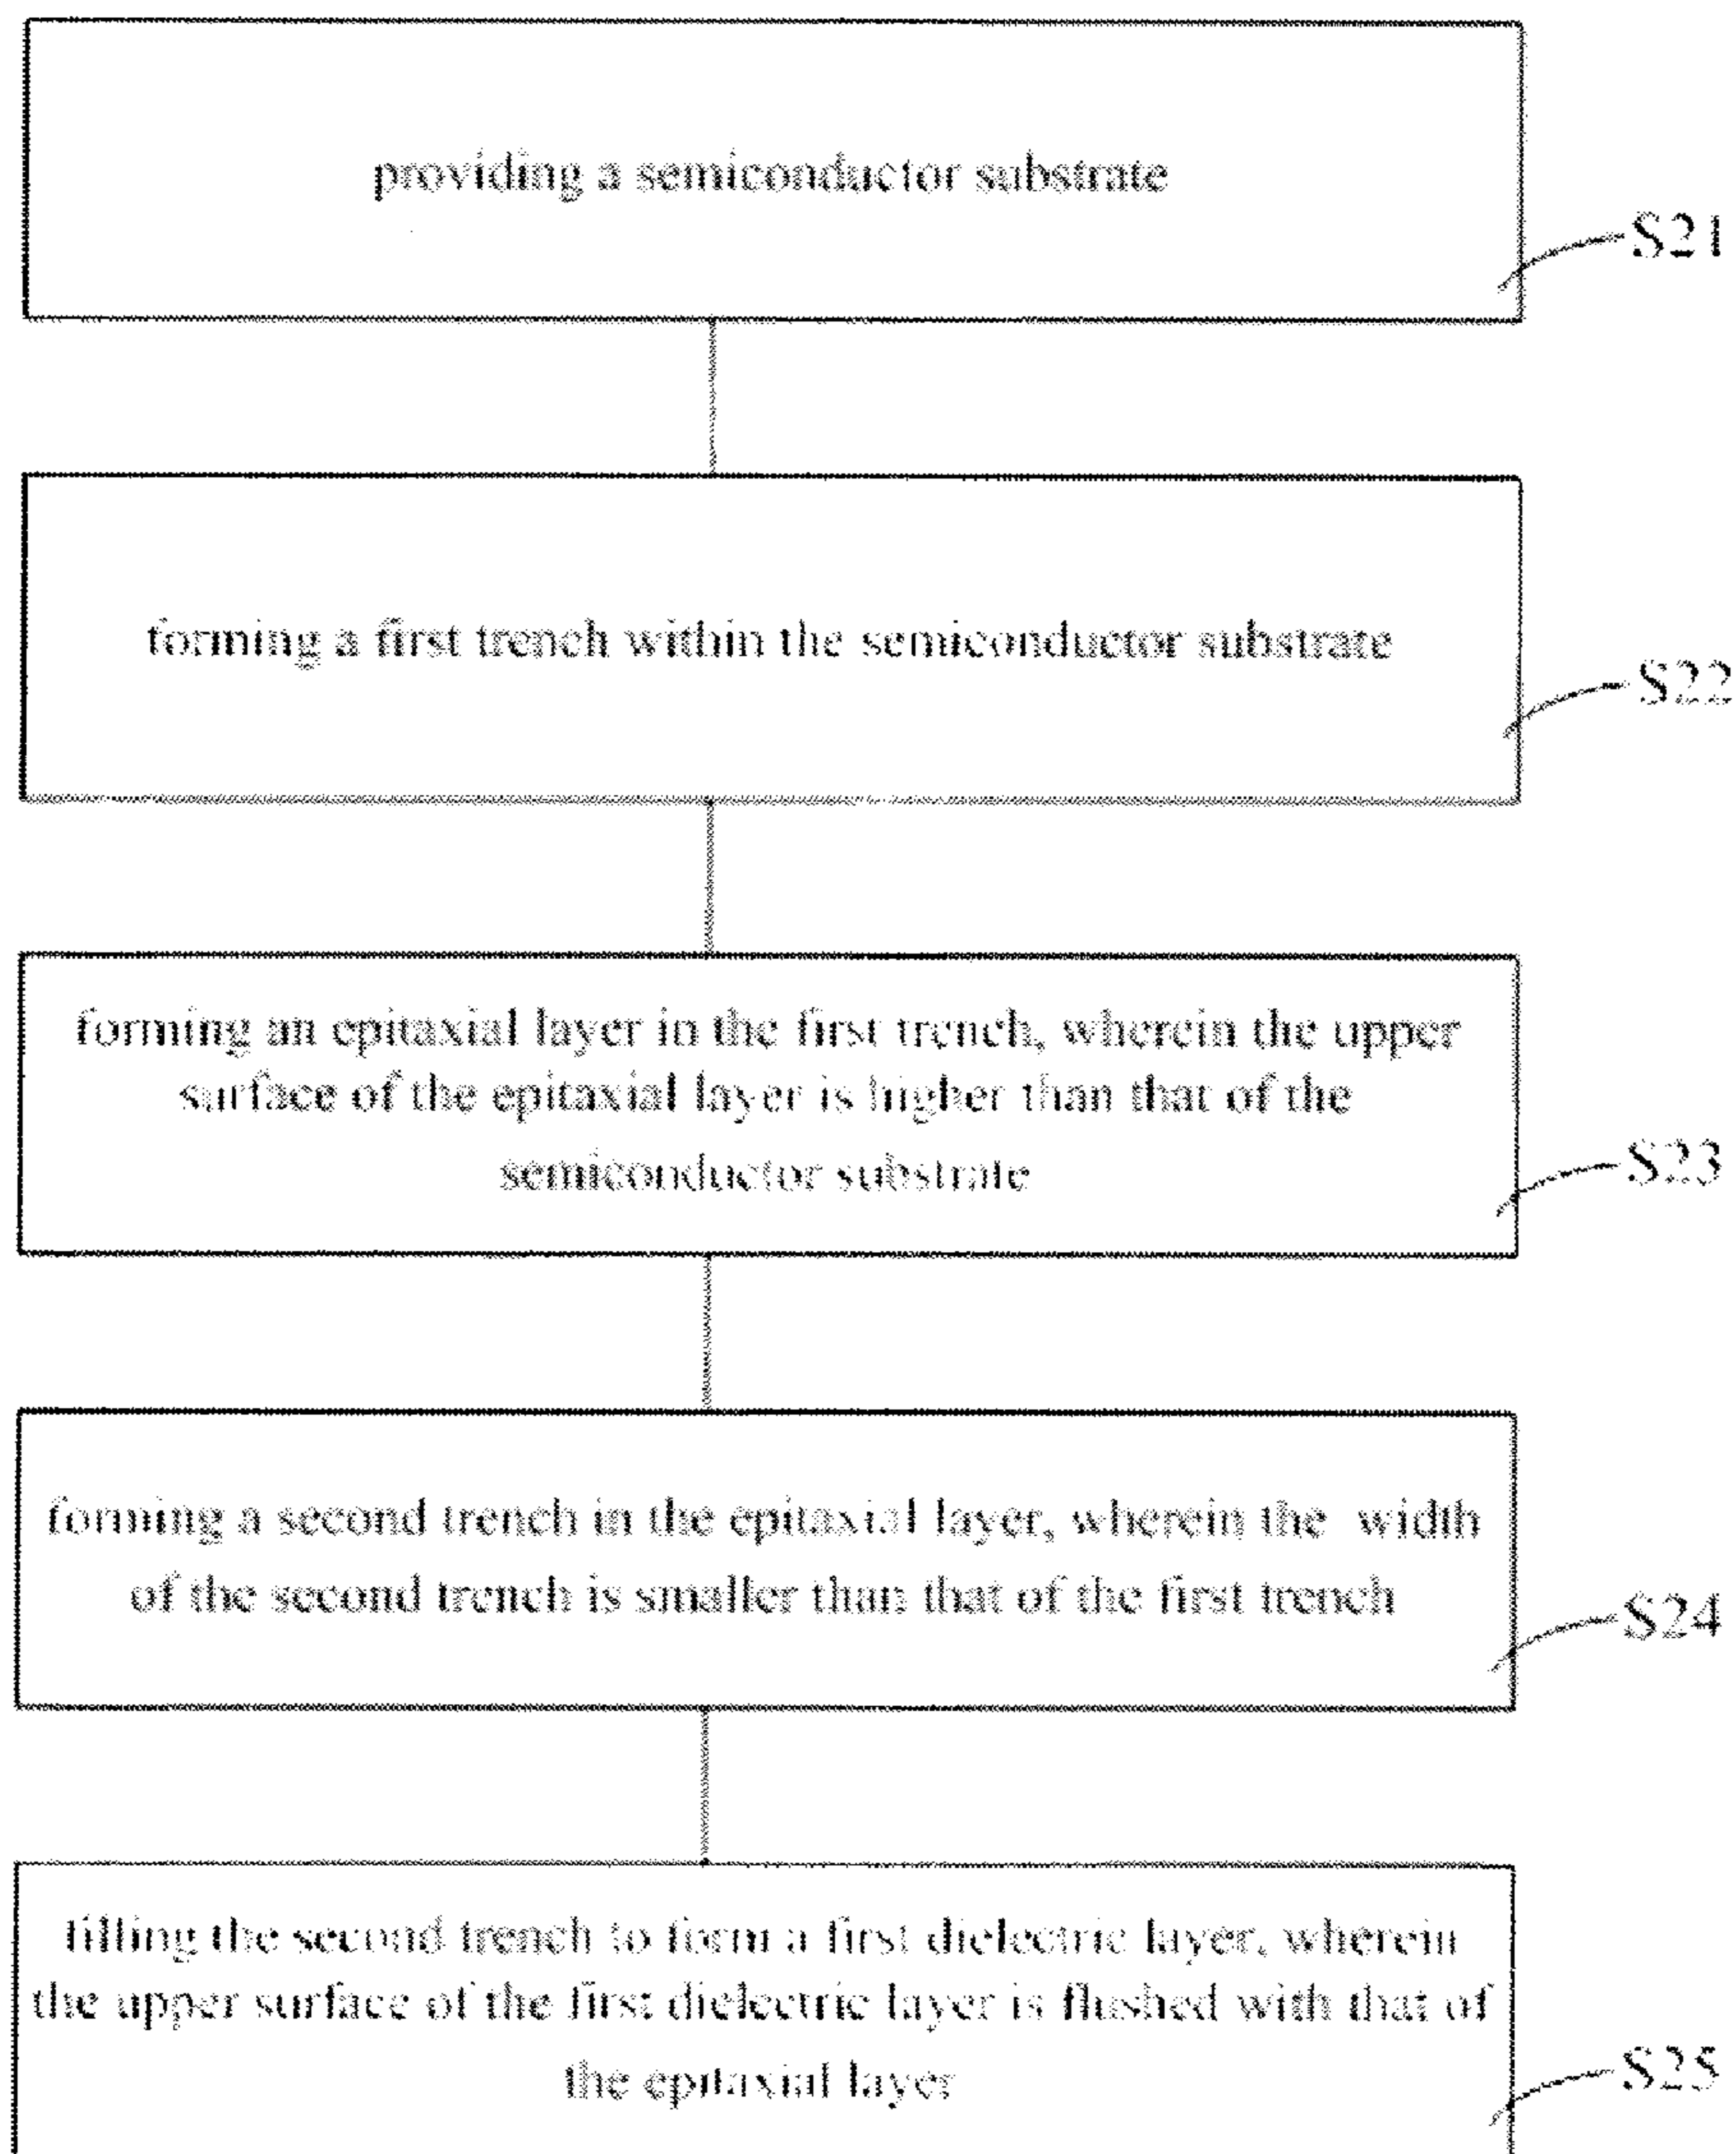 providing a semiconductor substrate
S21
forming a first trench within the semiconductor substrate
S22
forming an epitaxial layer in the first trench, wherein the upper
surface of the epitaxial layer is higher than that of the
semiconductor substrate
S23
forming a second trench in the epitaxial layer, wherein the width
of the second trench is smaller than that of the first trench
S24
filling the second trench to form a first dielectric layer, wherein
the upper surface of the first dielectric layer is flushed with that of
the epitaxial layer
S25